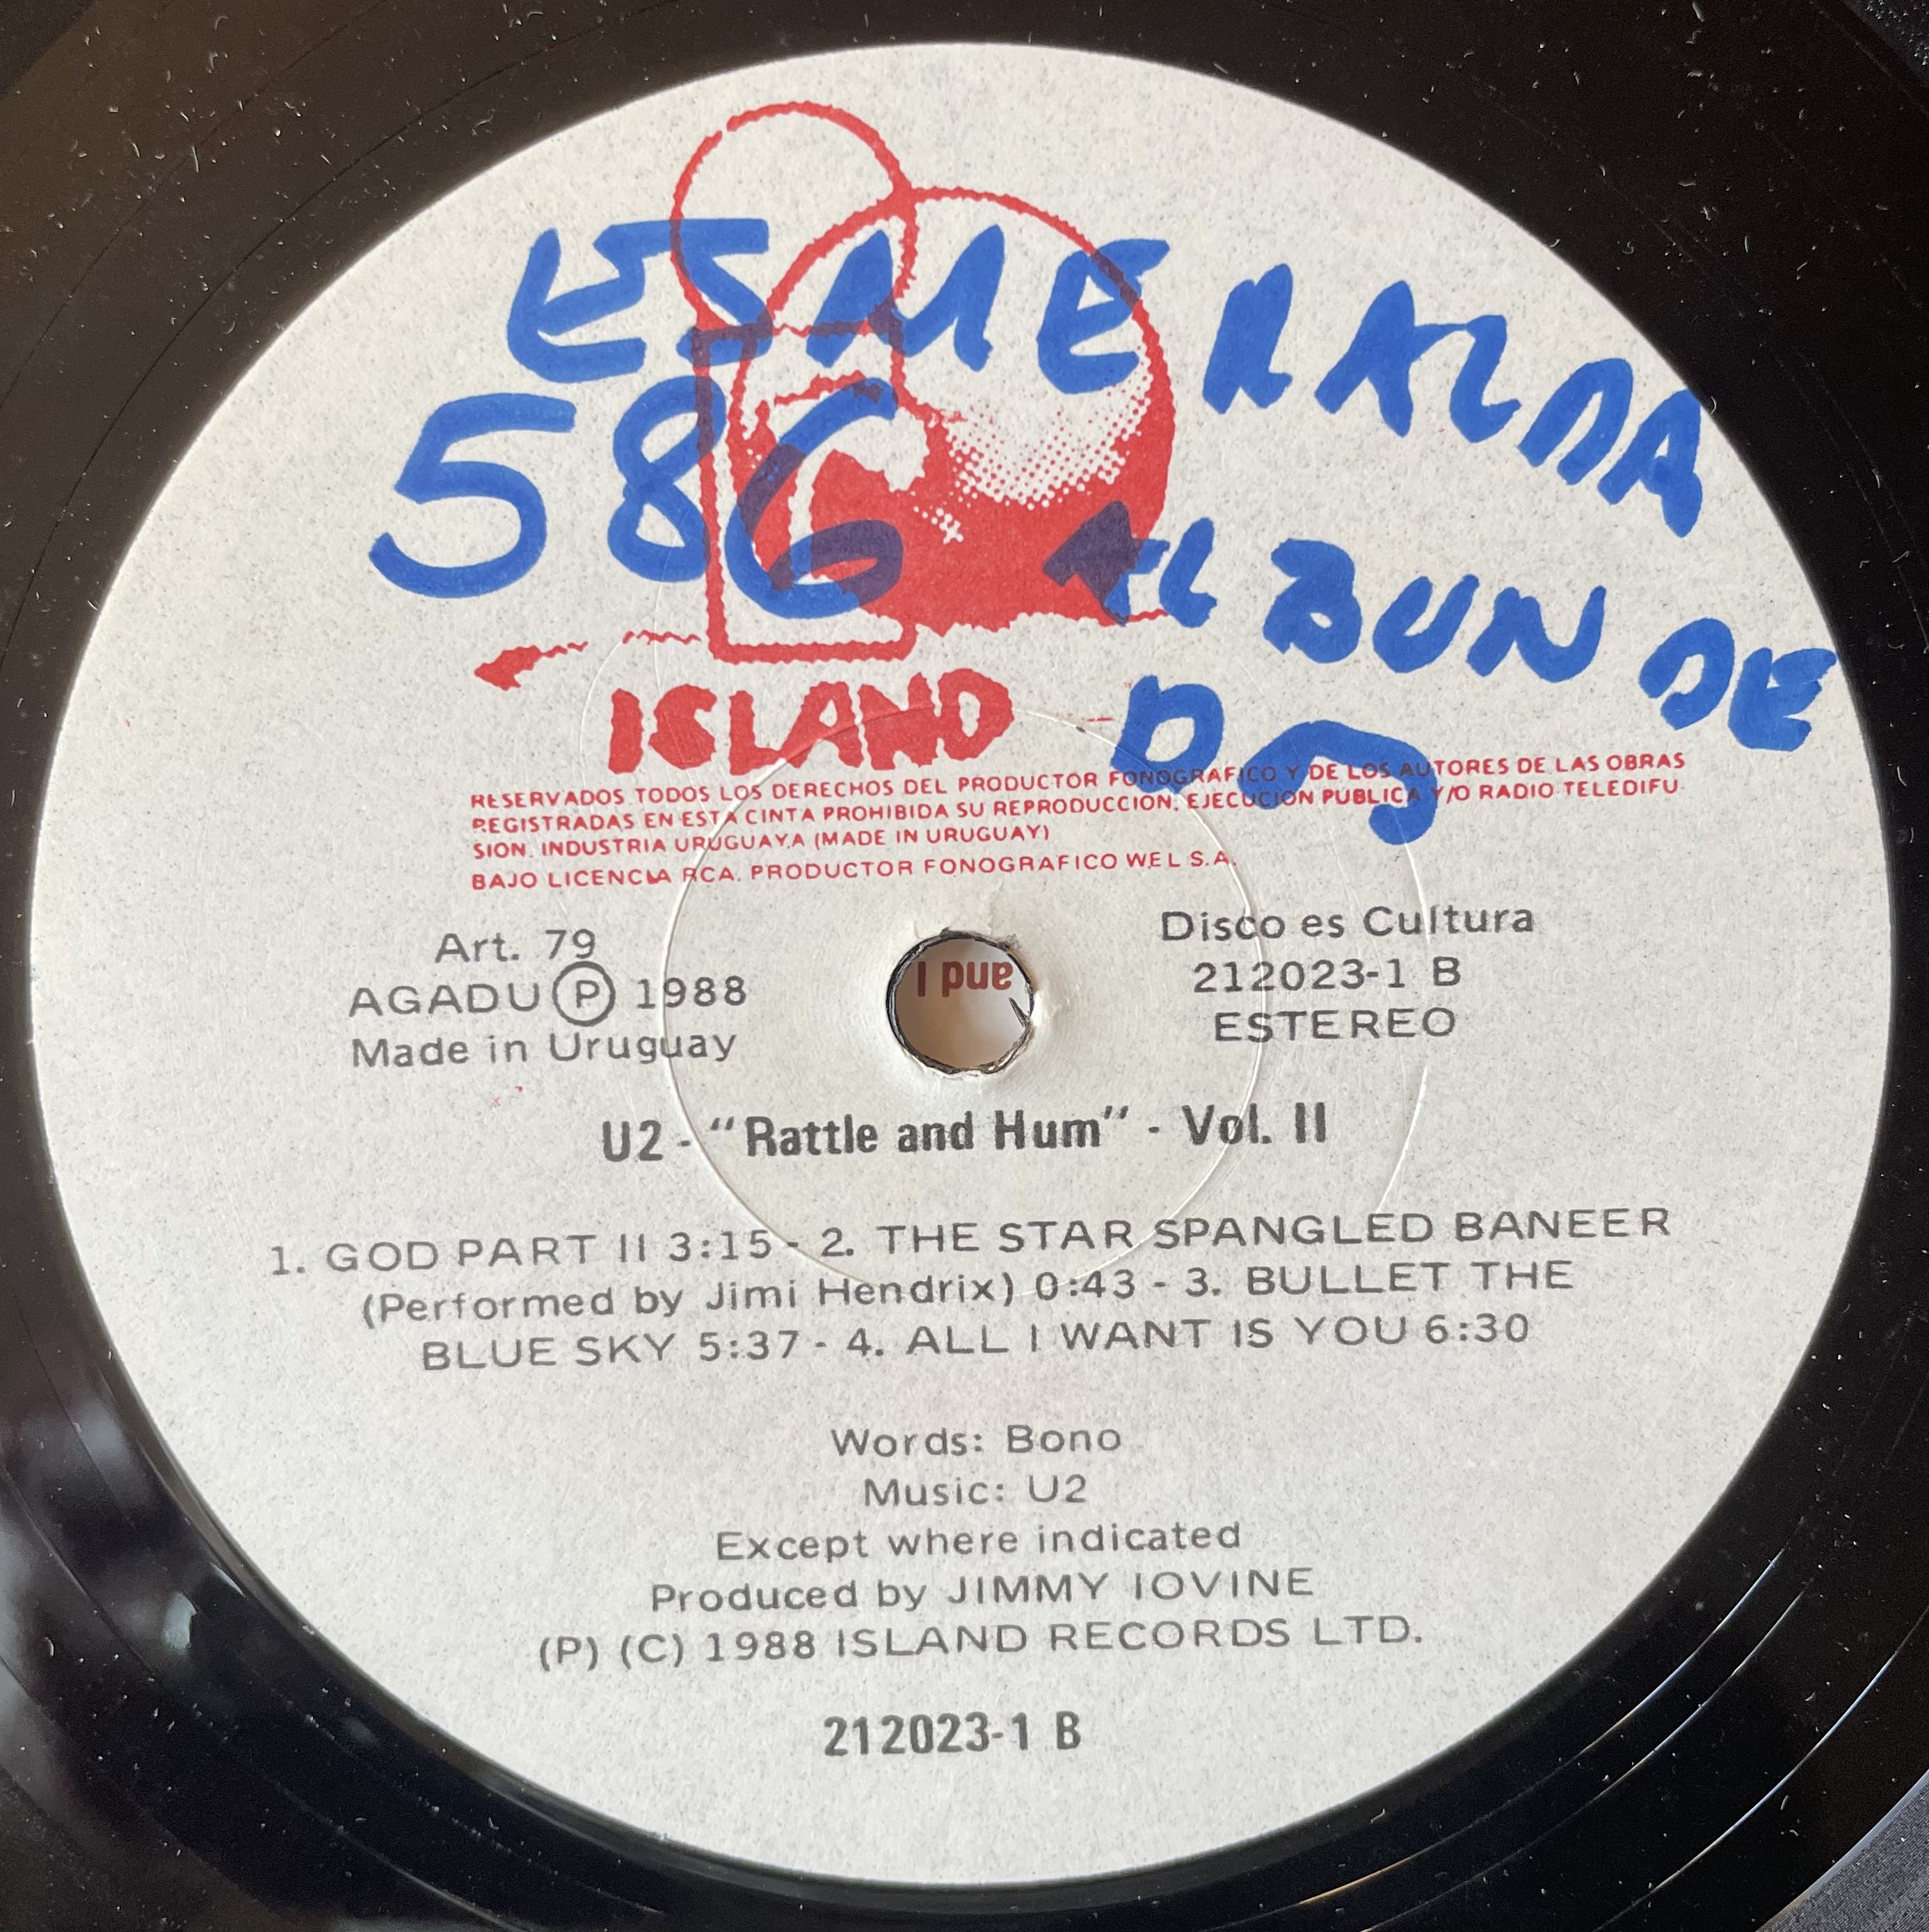 ESMERALDA
586
ALBUN DE
ISLAND
RESERVADOS TODOS LOS DERECHOS DEL PRODUCTOR FONOGRAFICO Y DE LOS AUTORES DE LAS OBRAS
REGISTRADAS EN ESTA CINTA PROHIBIDA SU REPRODUCCION, EJECUCION PUBLICA Y/O RADIO TELEDIFU
SION. INDUSTRIA URUGUAYA (MADE IN URUGUAY)
BAJO LICENCIA RCA. PRODUCTOR FONOGRAFICO WEL S.A.
Art. 79
AGADU Ⓟ 1988
Made in Uruguay
and I
Disco es Cultura
212023-1 B
ESTEREO
U2 - "Rattle and Hum" - Vol. II
1. GOD PART II 3:15 - 2. THE STAR SPANGLED BANEER
(Performed by Jimi Hendrix) 0:43 - 3. BULLET THE
BLUE SKY 5:37 - 4. ALL I WANT IS YOU 6:30
Words: Bono
Music: U2
Except where indicated
Produced by JIMMY IOVINE
(P) (C) 1988 ISLAND RECORDS LTD.
212023-1 B